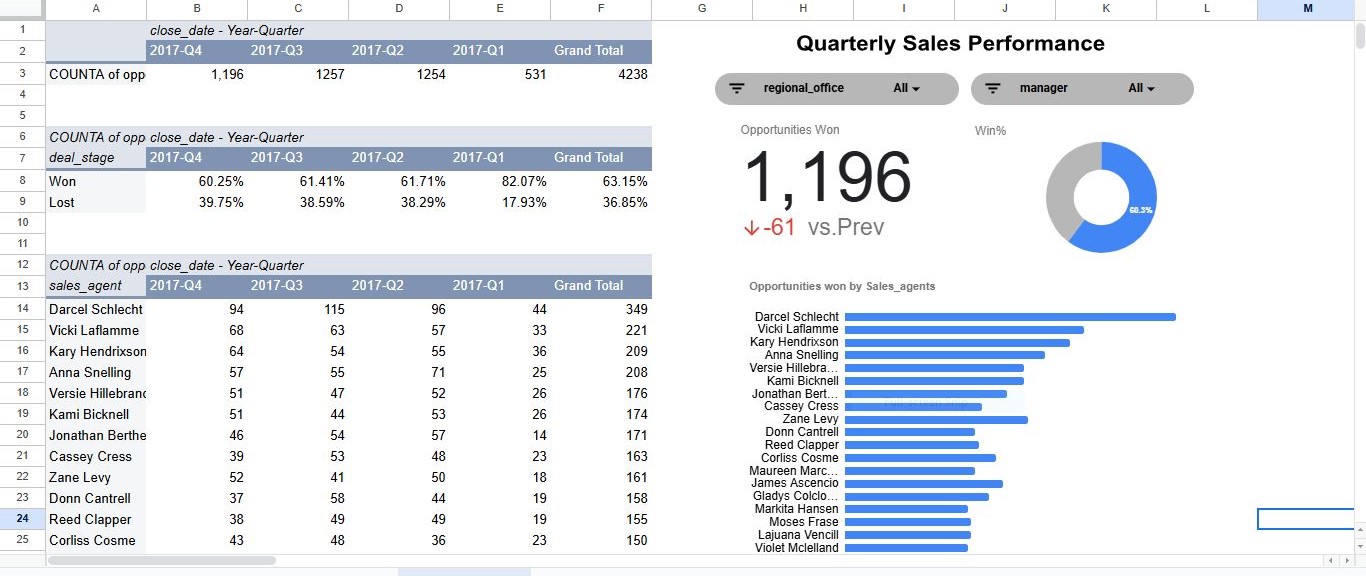 A B C D E F G H I J K L M
1 close_date - Year-Quarter
2 2017-Q4 2017-Q3 2017-Q2 2017-Q1 Grand Total
3 COUNTA of opp 1,196 1257 1254 531 4238
4
5
6 COUNTA of opp close_date - Year-Quarter
7 deal_stage 2017-Q4 2017-Q3 2017-Q2 2017-Q1 Grand Total
8 Won 60.25% 61.41% 61.71% 82.07% 63.15%
9 Lost 39.75% 38.59% 38.29% 17.93% 36.85%
10
11
12 COUNTA of opp close_date - Year-Quarter
13 sales_agent 2017-Q4 2017-Q3 2017-Q2 2017-Q1 Grand Total
14 Darcel Schlecht 94 115 96 44 349
15 Vicki Laflamme 68 63 57 33 221
16 Kary Hendrixson 64 54 55 36 209
17 Anna Snelling 57 55 71 25 208
18 Versie Hillebrand 51 47 52 26 176
19 Kami Bicknell 51 44 53 26 174
20 Jonathan Berthe 46 54 57 14 171
21 Cassey Cress 39 53 48 23 163
22 Zane Levy 52 41 50 18 161
23 Donn Cantrell 37 58 44 19 158
24 Reed Clapper 38 49 49 19 155
25 Corliss Cosme 43 48 36 23 150
Quarterly Sales Performance
regional_office All manager All
Opportunities Won
1,196
↓-61 vs.Prev
Win%
60.3%
Opportunities won by Sales_agents
Darcel Schlecht
Vicki Laflamme
Kary Hendrixson
Anna Snelling
Versie Hillebra...
Kami Bicknell
Jonathan Bert...
Cassey Cress
Zane Levy
Donn Cantrell
Reed Clapper
Corliss Cosme
Maureen Marc...
James Ascencio
Gladys Colclo...
Markita Hansen
Moses Frase
Lajuana Vencill
Violet Mclelland